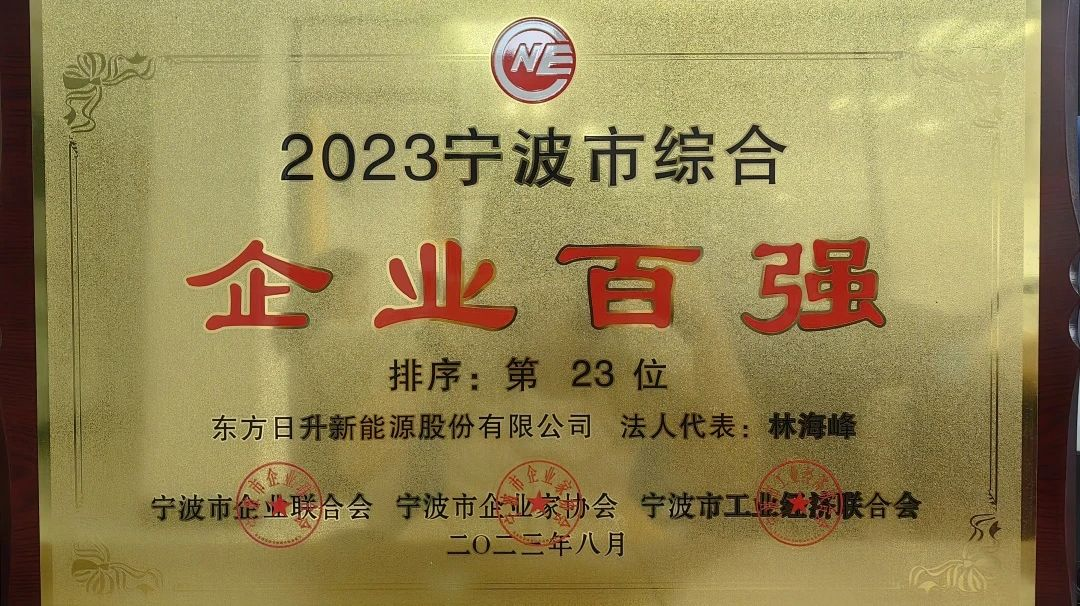 CNE
2023宁波市综合
企业百强
排序：第 23 位
东方日升新能源股份有限公司 法人代表：林海峰
宁波市企业联合会 宁波市企业家协会 宁波市工业经济联合会
二〇二三年八月